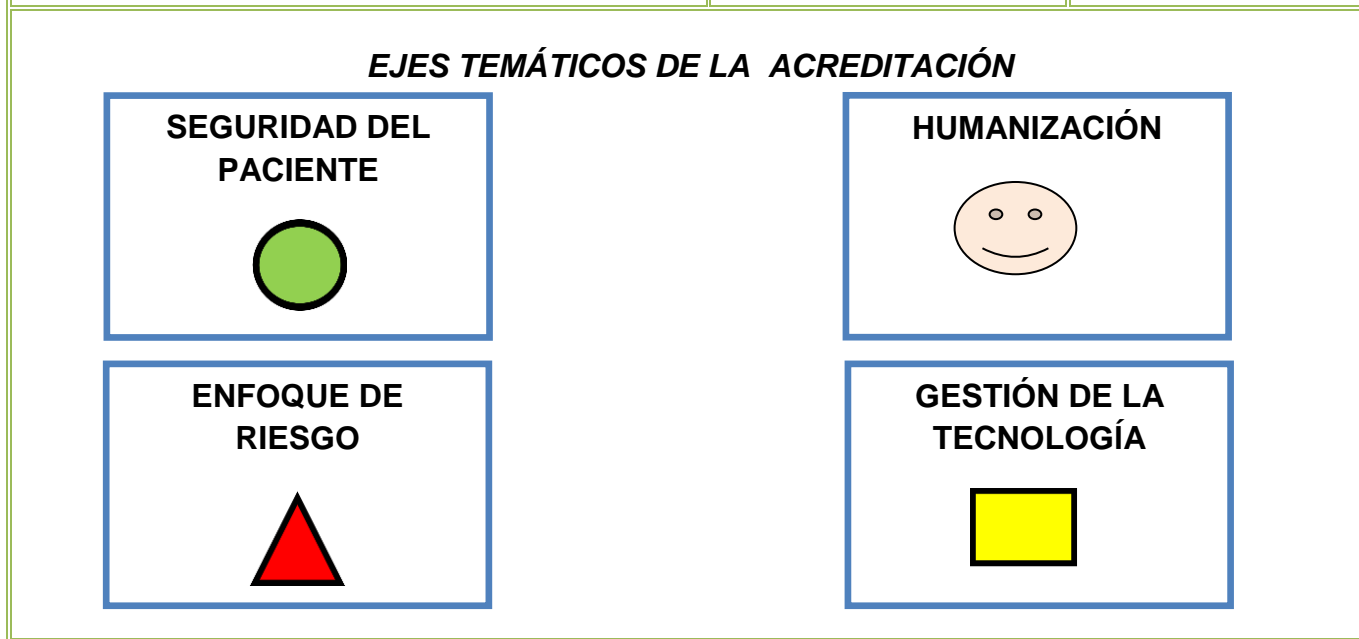 EJES TEMÁTICOS DE LA ACREDITACIÓN
SEGURIDAD DEL
PACIENTE
HUMANIZACIÓN
ENFOQUE DE
RIESGO
GESTIÓN DE LA
TECNOLOGÍA